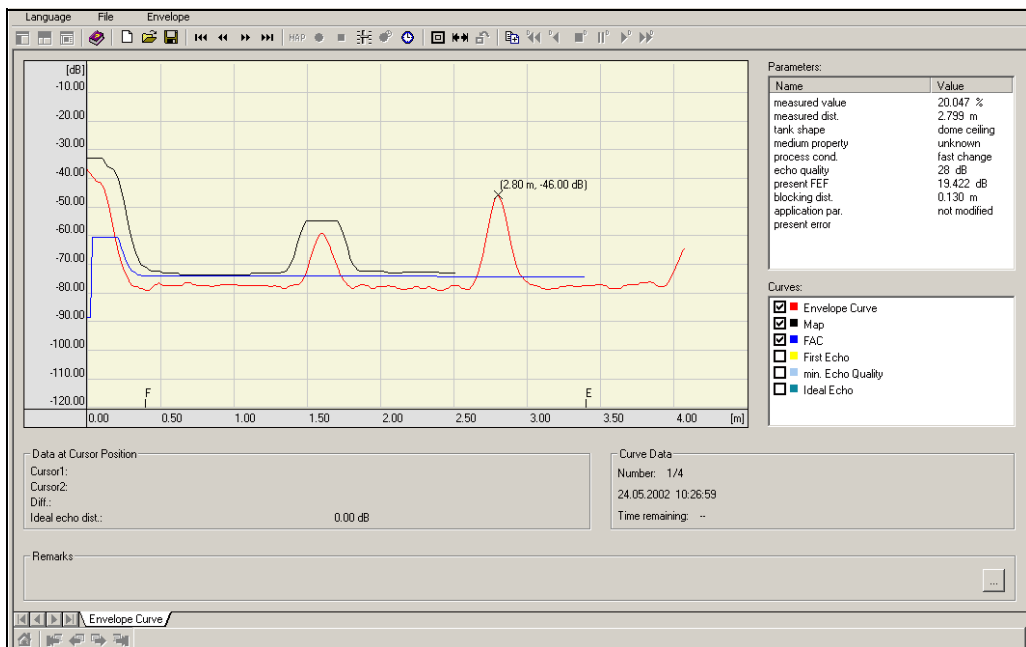 Language File Envelope
MAP
[dB]
-10.00
-20.00
-30.00
-40.00
-50.00
-60.00
-70.00
-80.00
-90.00
-100.00
-110.00
-120.00
(2.80 m, -46.00 dB)
F
E
0.00 0.50 1.00 1.50 2.00 2.50 3.00 3.50 4.00 [m]
Parameters:
Name Value
measured value 20.047 %
measured dist. 2.799 m
tank shape dome ceiling
medium property unknown
process cond. fast change
echo quality 28 dB
present FEF 19.422 dB
blocking dist. 0.130 m
application par. not modified
present error
Curves:
Envelope Curve
Map
FAC
First Echo
min. Echo Quality
Ideal Echo
Data at Cursor Position
Cursor1:
Cursor2:
Diff.:
Ideal echo dist.: 0.00 dB
Curve Data
Number: 1/4
24.05.2002 10:26:59
Time remaining: --
Remarks
...
Envelope Curve